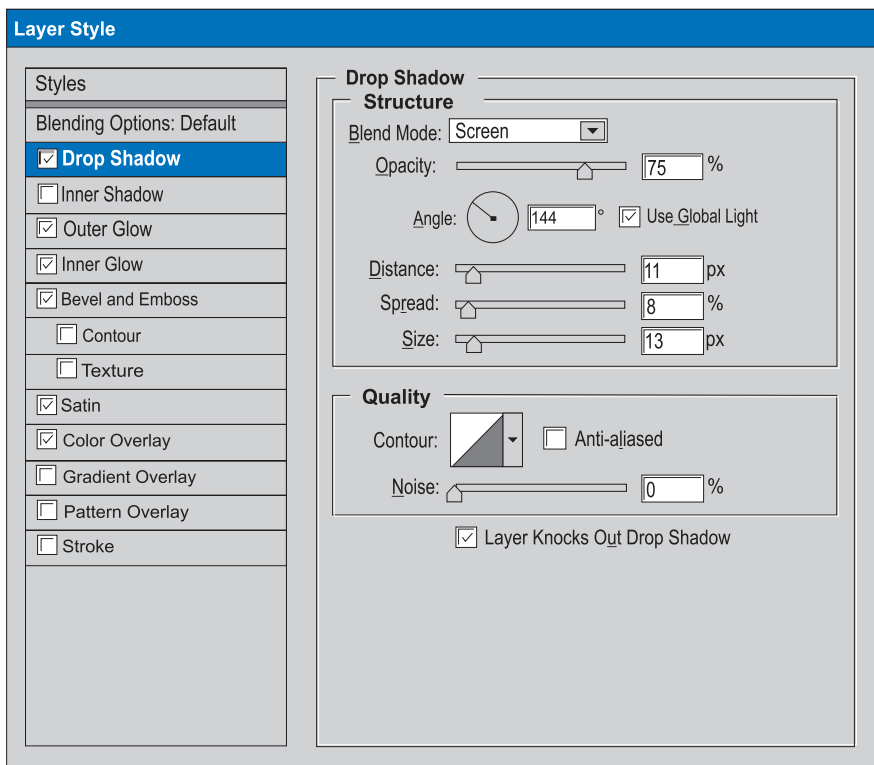 Layer Style
Styles
Blending Options: Default
Drop Shadow
Inner Shadow
Outer Glow
Inner Glow
Bevel and Emboss
Contour
Texture
Satin
Color Overlay
Gradient Overlay
Pattern Overlay
Stroke
Drop Shadow
Structure
Blend Mode: Screen
Opacity: 75 %
Angle: 144 ° Use Global Light
Distance: 11 px
Spread: 8 %
Size: 13 px
Quality
Contour: Anti-aliased
Noise: 0 %
Layer Knocks Out Drop Shadow